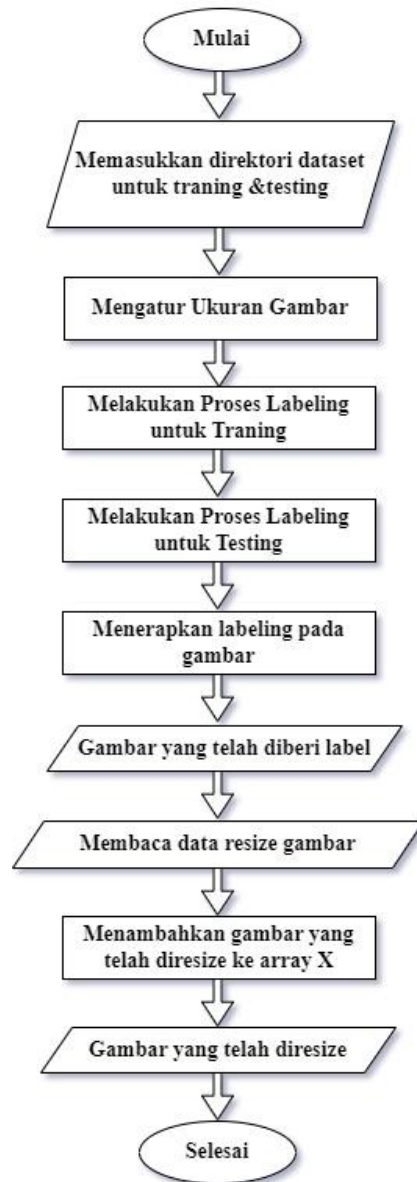 Mulai
Memasukkan direktori dataset
untuk traning &testing
Mengatur Ukuran Gambar
Melakukan Proses Labeling
untuk Traning
Melakukan Proses Labeling
untuk Testing
Menerapkan labeling pada
gambar
Gambar yang telah diberi label
Membaca data resize gambar
Menambahkan gambar yang
telah diresize ke array X
Gambar yang telah diresize
Selesai